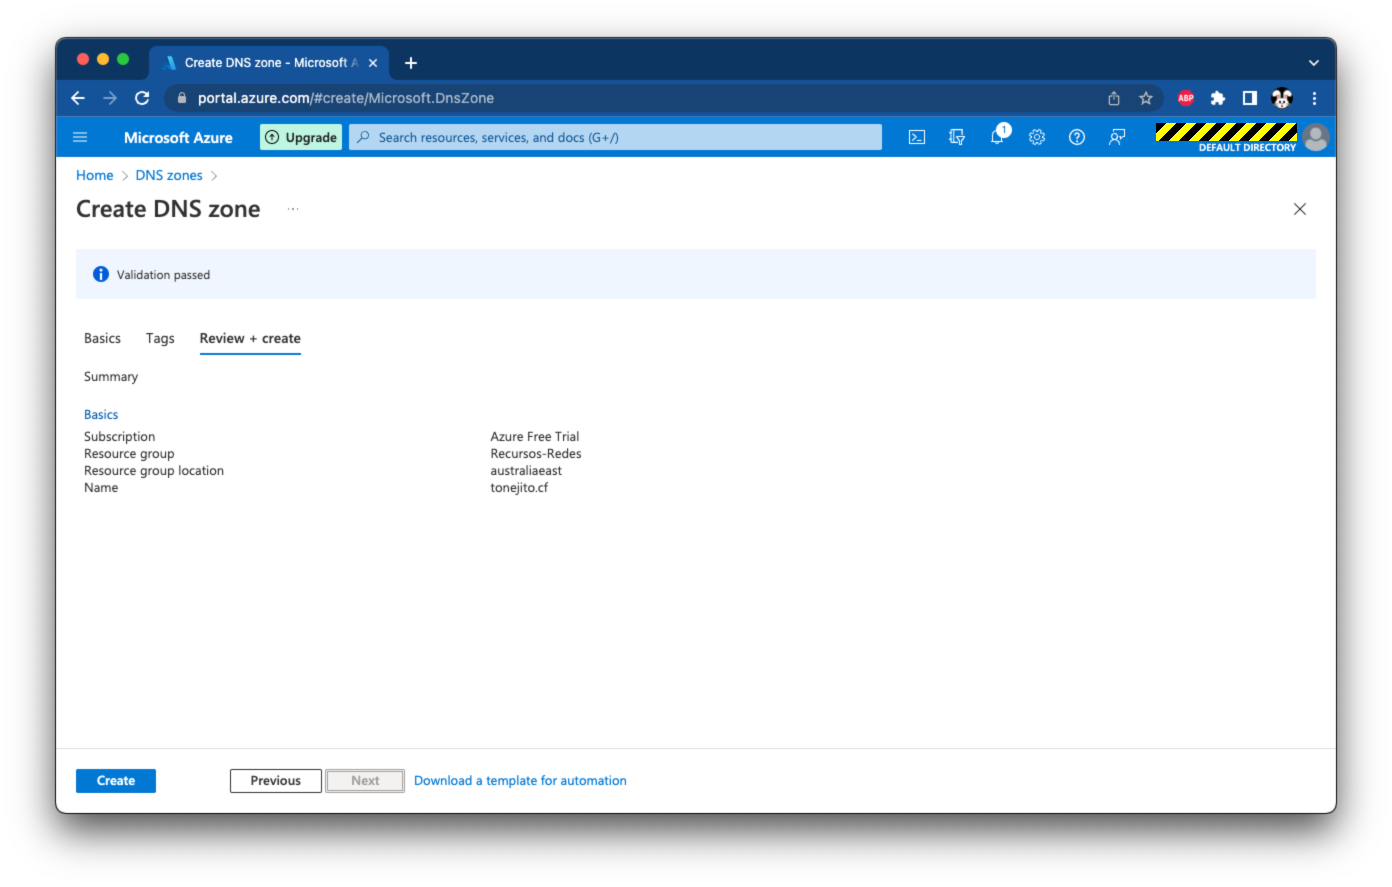 Create DNS zone - Microsoft A
portal.azure.com/#create/Microsoft.DnsZone
ABP
Microsoft Azure
Upgrade
Search resources, services, and docs (G+/)
1
DEFAULT DIRECTORY
Home > DNS zones >
Create DNS zone ...
Validation passed
Basics Tags Review + create
Summary
Basics
Subscription Azure Free Trial
Resource group Recursos-Redes
Resource group location australiaeast
Name tonejito.cf
Create Previous Next Download a template for automation